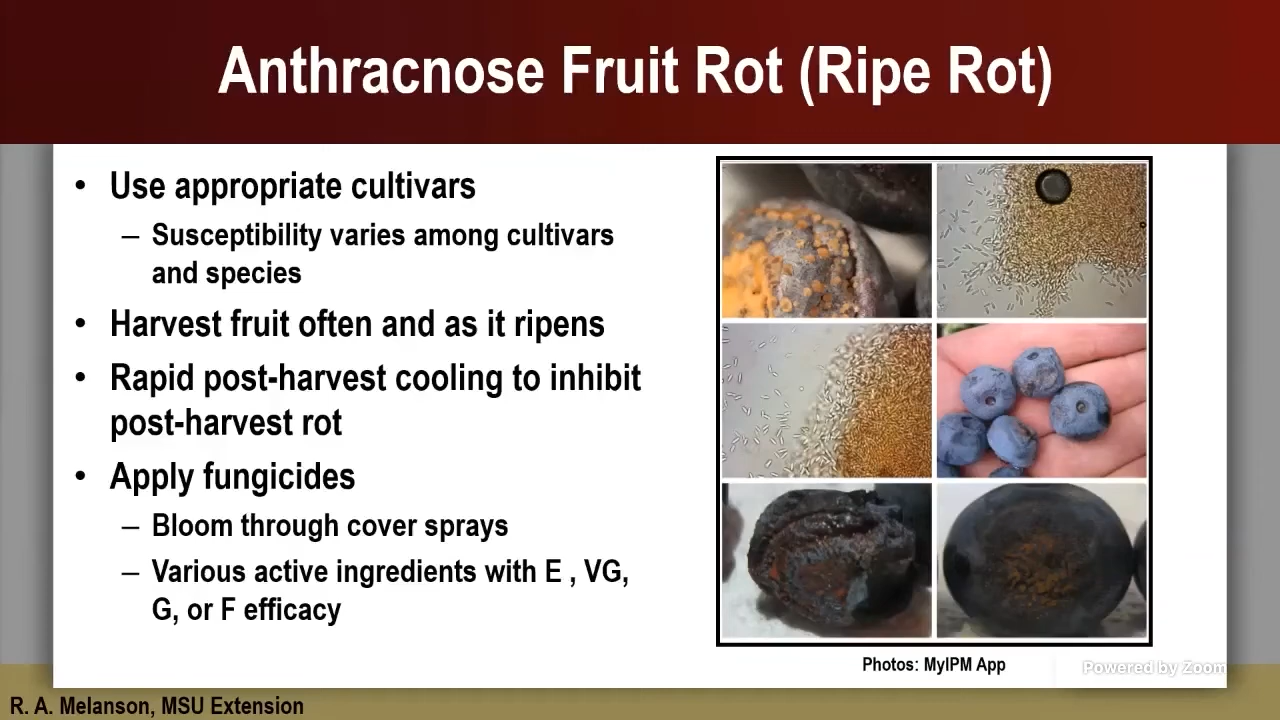 Anthracnose Fruit Rot (Ripe Rot)
• Use appropriate cultivars
– Susceptibility varies among cultivars
and species
• Harvest fruit often and as it ripens
• Rapid post-harvest cooling to inhibit
post-harvest rot
• Apply fungicides
– Bloom through cover sprays
– Various active ingredients with E , VG,
G, or F efficacy
Photos: MyIPM App
Powered by Zoom
R. A. Melanson, MSU Extension